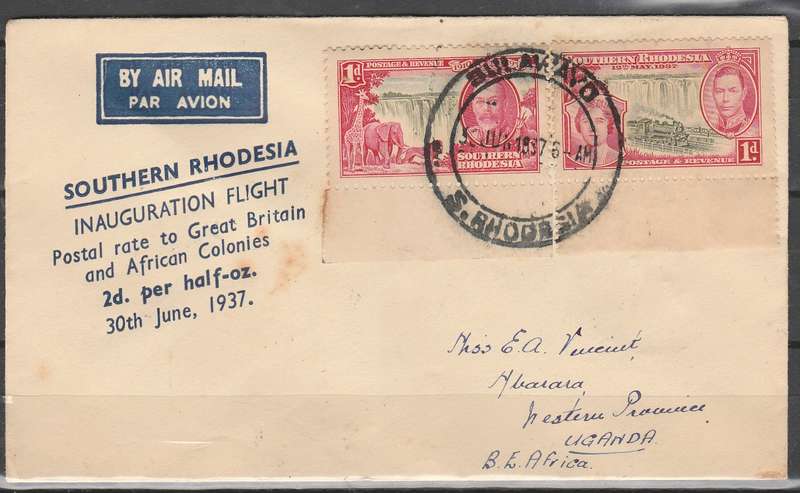 BY AIR MAIL
PAR AVION
SOUTHERN RHODESIA
INAUGURATION FLIGHT
Postal rate to Great Britain
and African Colonies
2d. per half-oz.
30th June, 1937.
1d
POSTAGE & REVENUE
SOUTHERN
RHODESIA
SOUTHERN RHODESIA
12TH MAY, 1937
1d
POSTAGE & REVENUE
BULAWAYO
1937 6-AM
S. RHODESIA
Miss E.A. Vincent,
Mbarara,
Western Province
UGANDA.
B.E. Africa.